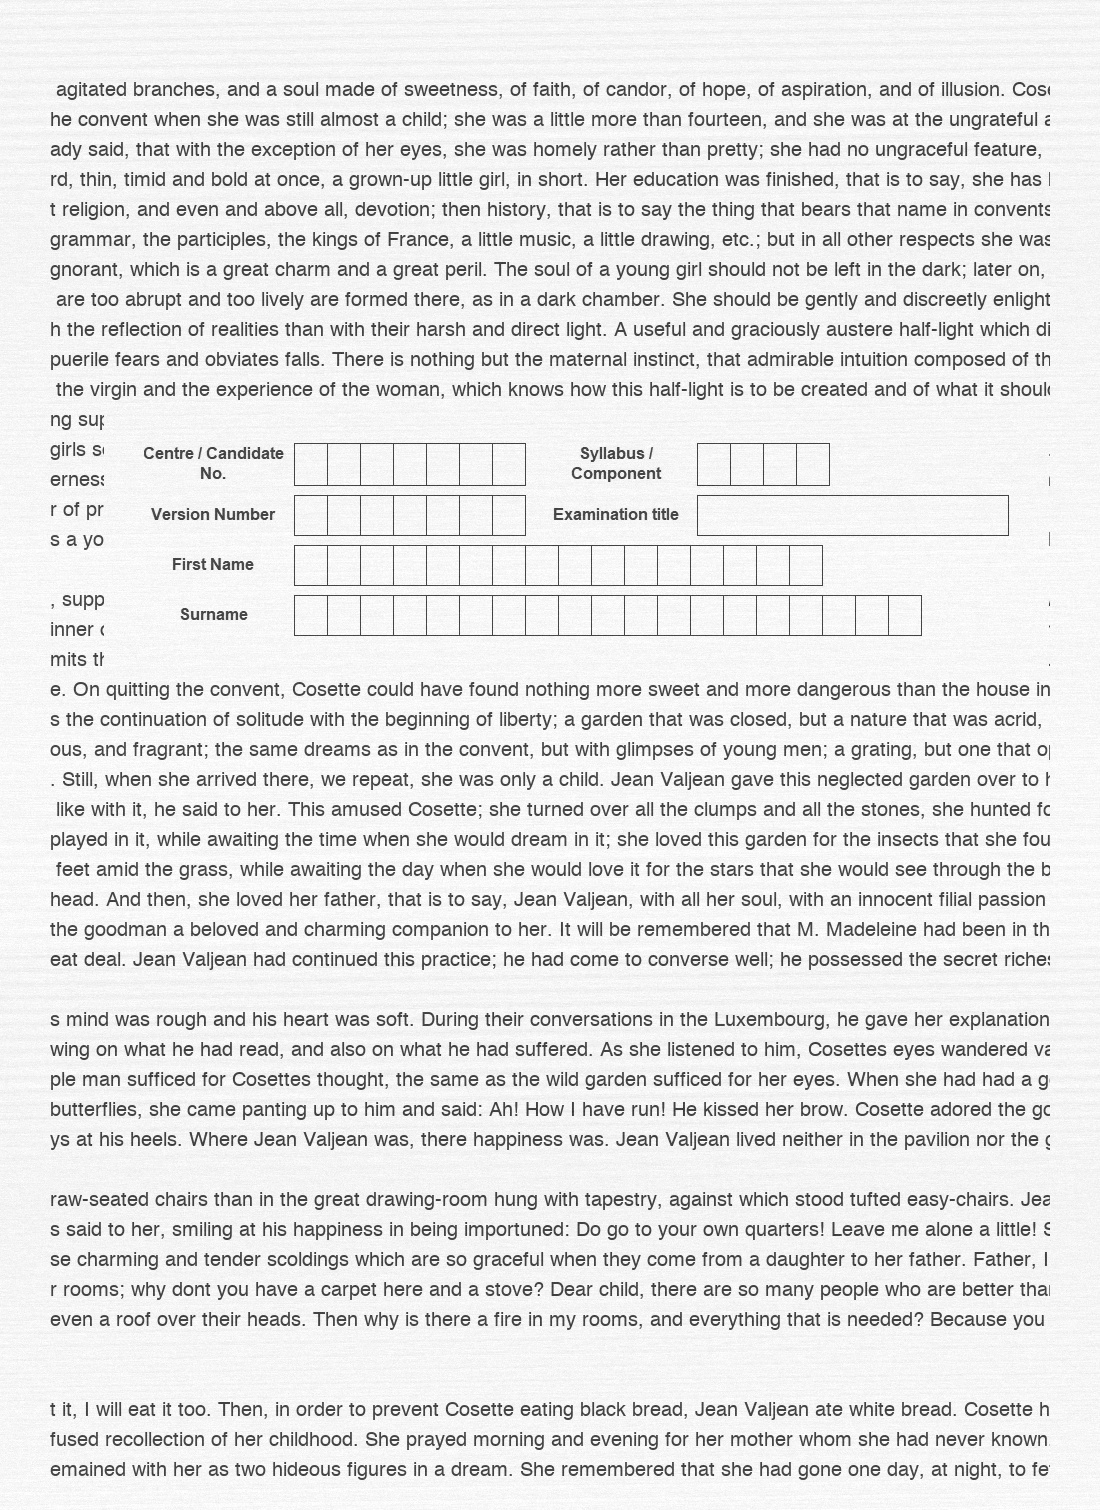 agitated branches, and a soul made of sweetness, of faith, of candor, of hope, of aspiration, and of illusion.
he convent when she was still almost a child; she was a little more than fourteen, and she was at the ungrateful
ady said, that with the exception of her eyes, she was homely rather than pretty; she had no ungraceful feature,
rd, thin, timid and bold at once, a grown-up little girl, in short. Her education was finished, that is to say, she has
t religion, and even and above all, devotion; then history, that is to say the thing that bears that name in convents
grammar, the participles, the kings of France, a little music, a little drawing, etc.; but in all other respects she was
gnorant, which is a great charm and a great peril. The soul of a young girl should not be left in the dark; later on,
are too abrupt and too lively are formed there, as in a dark chamber. She should be gently and discreetly enlight
h the reflection of realities than with their harsh and direct light. A useful and graciously austere half-light which di
puerile fears and obviates falls. There is nothing but the maternal instinct, that admirable intuition composed of th
the virgin and the experience of the woman, which knows how this half-light is to be created and of what it should
ng sup
girls
erness
r of pr
s a yo
Centre / Candidate No.
Syllabus / Component
Version Number
Examination title
First Name
Surname
, supp
inner
mits th
e. On quitting the convent, Cosette could have found nothing more sweet and more dangerous than the house in
s the continuation of solitude with the beginning of liberty; a garden that was closed, but a nature that was acrid,
ous, and fragrant; the same dreams as in the convent, but with glimpses of young men; a grating, but one that
. Still, when she arrived there, we repeat, she was only a child. Jean Valjean gave this neglected garden over to
like with it, he said to her. This amused Cosette; she turned over all the clumps and all the stones, she hunted
played in it, while awaiting the time when she would dream in it; she loved this garden for the insects that she fou
feet amid the grass, while awaiting the day when she would love it for the stars that she would see through the b
head. And then, she loved her father, that is to say, Jean Valjean, with all her soul, with an innocent filial passion
the goodman a beloved and charming companion to her. It will be remembered that M. Madeleine had been in th
eat deal. Jean Valjean had continued this practice; he had come to converse well; he possessed the secret riches
s mind was rough and his heart was soft. During their conversations in the Luxembourg, he gave her explanation
wing on what he had read, and also on what he had suffered. As she listened to him, Cosettes eyes wandered va
ple man sufficed for Cosettes thought, the same as the wild garden sufficed for her eyes. When she had had a
butterflies, she came panting up to him and said: Ah! How I have run! He kissed her brow. Cosette adored the
ys at his heels. Where Jean Valjean was, there happiness was. Jean Valjean lived neither in the pavilion nor the
raw-seated chairs than in the great drawing-room hung with tapestry, against which stood tufted easy-chairs. Jea
s said to her, smiling at his happiness in being importuned: Do go to your own quarters! Leave me alone a little!
se charming and tender scoldings which are so graceful when they come from a daughter to her father. Father, I
r rooms; why dont you have a carpet here and a stove? Dear child, there are so many people who are better than
even a roof over their heads. Then why is there a fire in my rooms, and everything that is needed? Because you
t it, I will eat it too. Then, in order to prevent Cosette eating black bread, Jean Valjean ate white bread. Cosette h
fused recollection of her childhood. She prayed morning and evening for her mother whom she had never known
emained with her as two hideous figures in a dream. She remembered that she had gone one day, at night, to